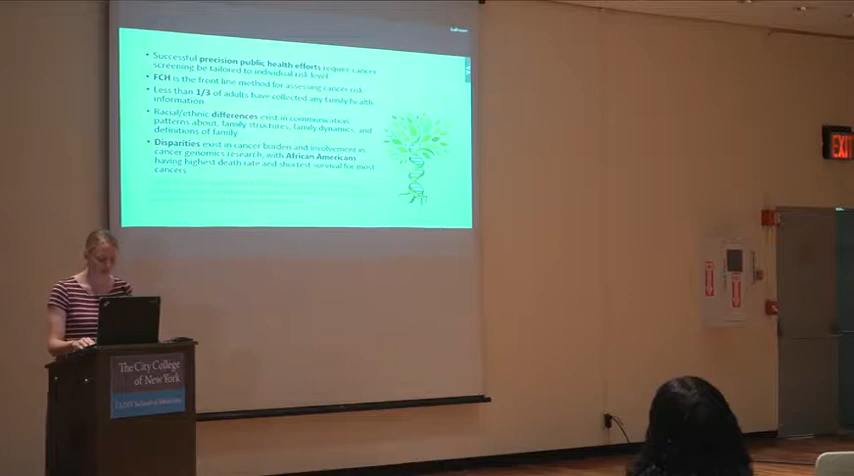 • Successful precision public health efforts require cancer
screening be tailored to individual risk level
• FCH is the front line method for assessing cancer risk
• Less than 1/3 of adults have collected any family health
information
• Racial/ethnic differences exist in communication
patterns about, family structures, family dynamics, and
definitions of family
• Disparities exist in cancer burden and involvement in
cancer genomics research, with African Americans
having highest death rate and shortest survival for most
cancers
EXIT
The City College
of New York
CUNY School of Medicine